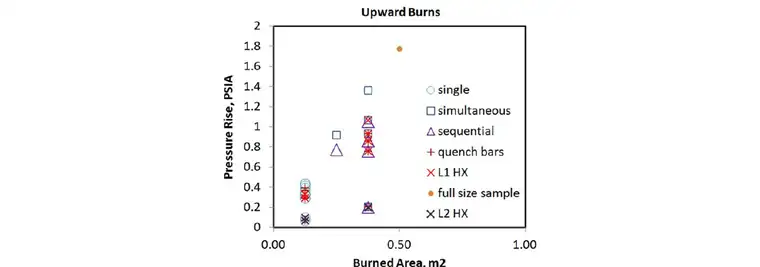 Upward Burns
Pressure Rise, PSIA
2
1.8
1.6
1.4
1.2
1
0.8
0.6
0.4
0.2
0
0.00
0.50
1.00
Burned Area, m2
single
simultaneous
sequential
quench bars
L1 HX
full size sample
L2 HX